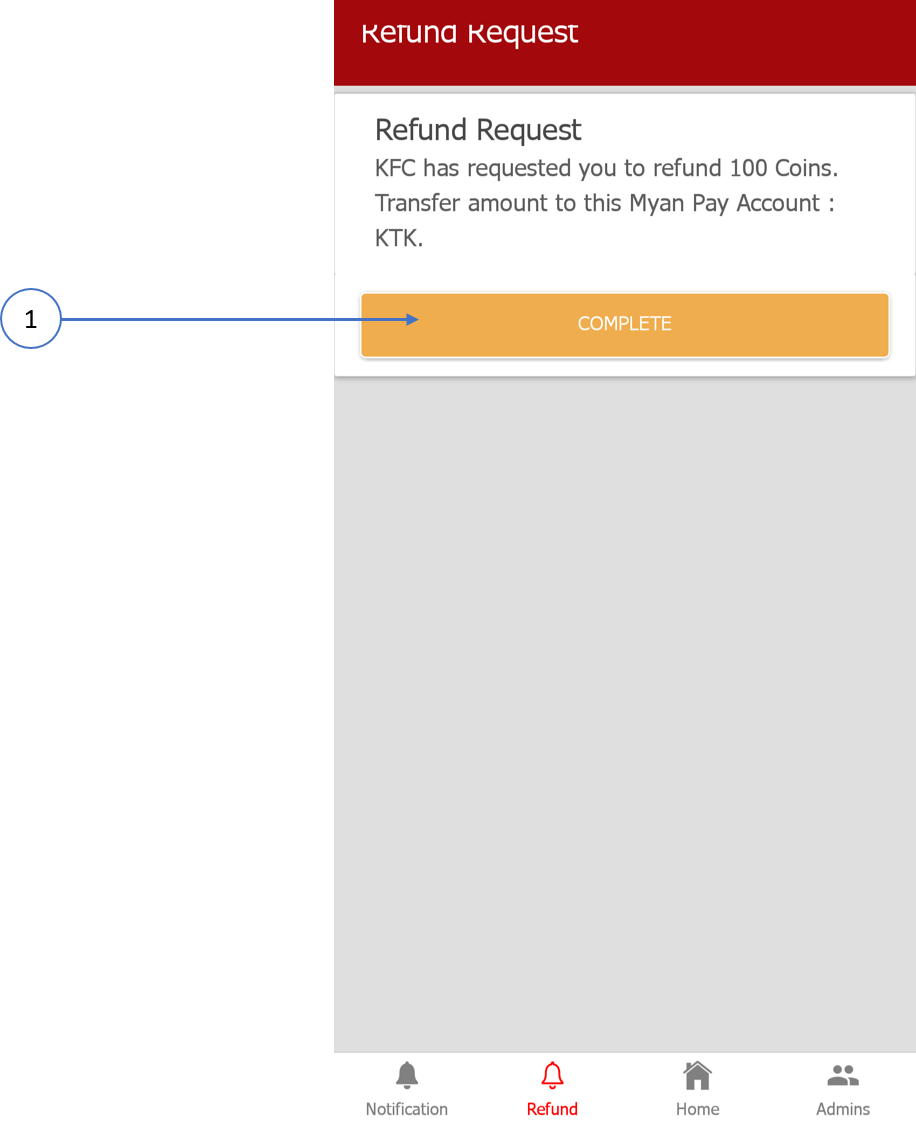 Refund Request
Refund Request
KFC has requested you to refund 100 Coins.
Transfer amount to this Myan Pay Account :
KTK.
1
COMPLETE
Notification
Refund
Home
Admins